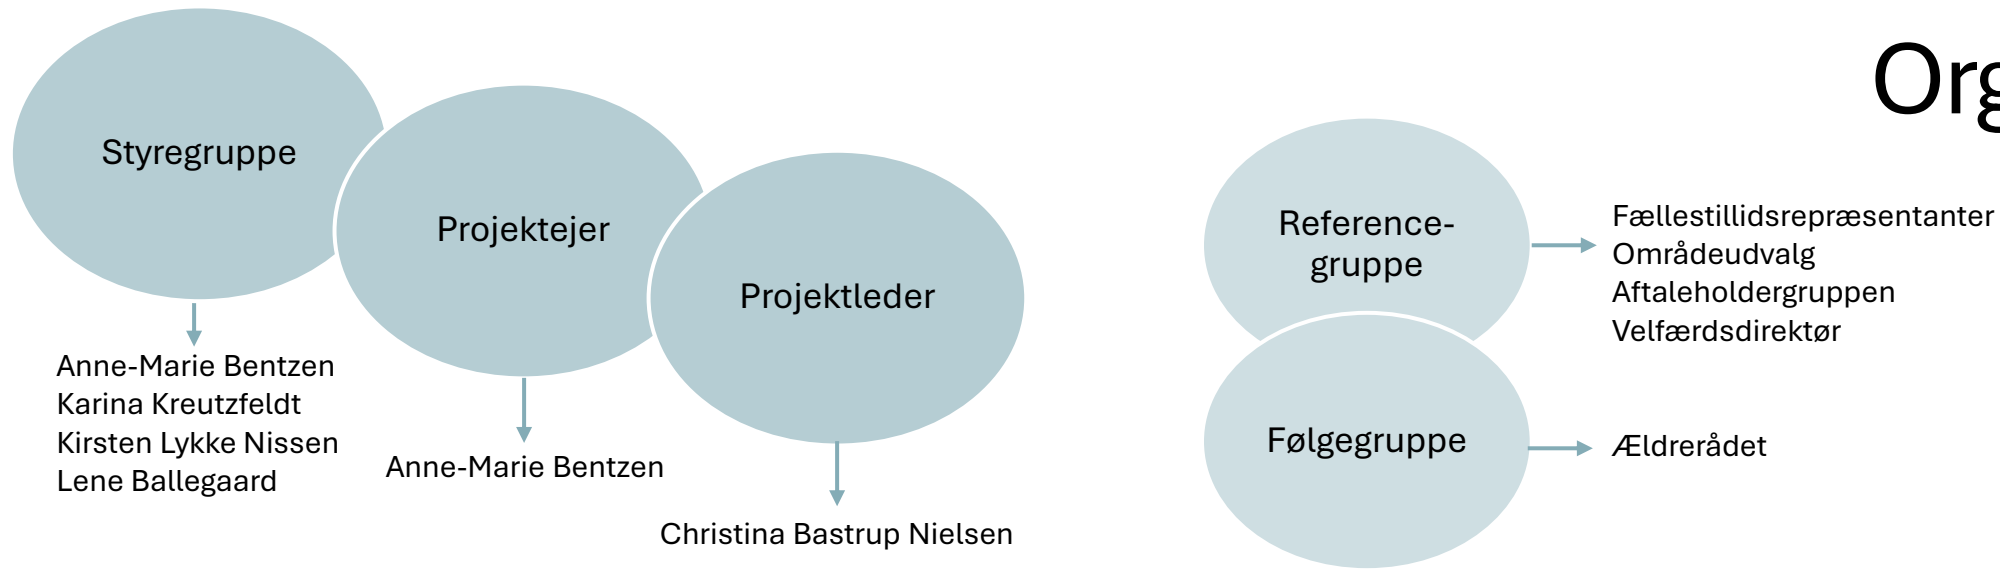 Org
Styregruppe
Projektejer
Projektleder
Anne-Marie Bentzen
Karina Kreutzfeldt
Kirsten Lykke Nissen
Lene Ballegaard
Anne-Marie Bentzen
Christina Bastrup Nielsen
Reference-
gruppe
Fællestillidsrepræsentanter
Områdeudvalg
Aftaleholdergruppen
Velfærdsdirektør
Følgegruppe
Ældrerådet